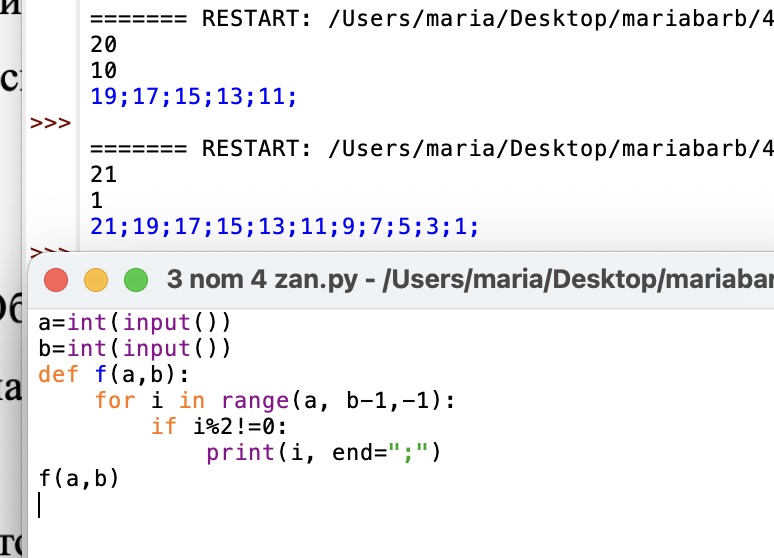 ======= RESTART: /Users/maria/Desktop/mariabarb/4
20
10
19;17;15;13;11;
>>>
======= RESTART: /Users/maria/Desktop/mariabarb/4
21
1
21;19;17;15;13;11;9;7;5;3;1;
>>>
3 nom 4 zan.py - /Users/maria/Desktop/mariabar
a=int(input())
b=int(input())
def f(a,b):
    for i in range(a, b-1,-1):
        if i%2!=0:
            print(i, end=";")
f(a,b)